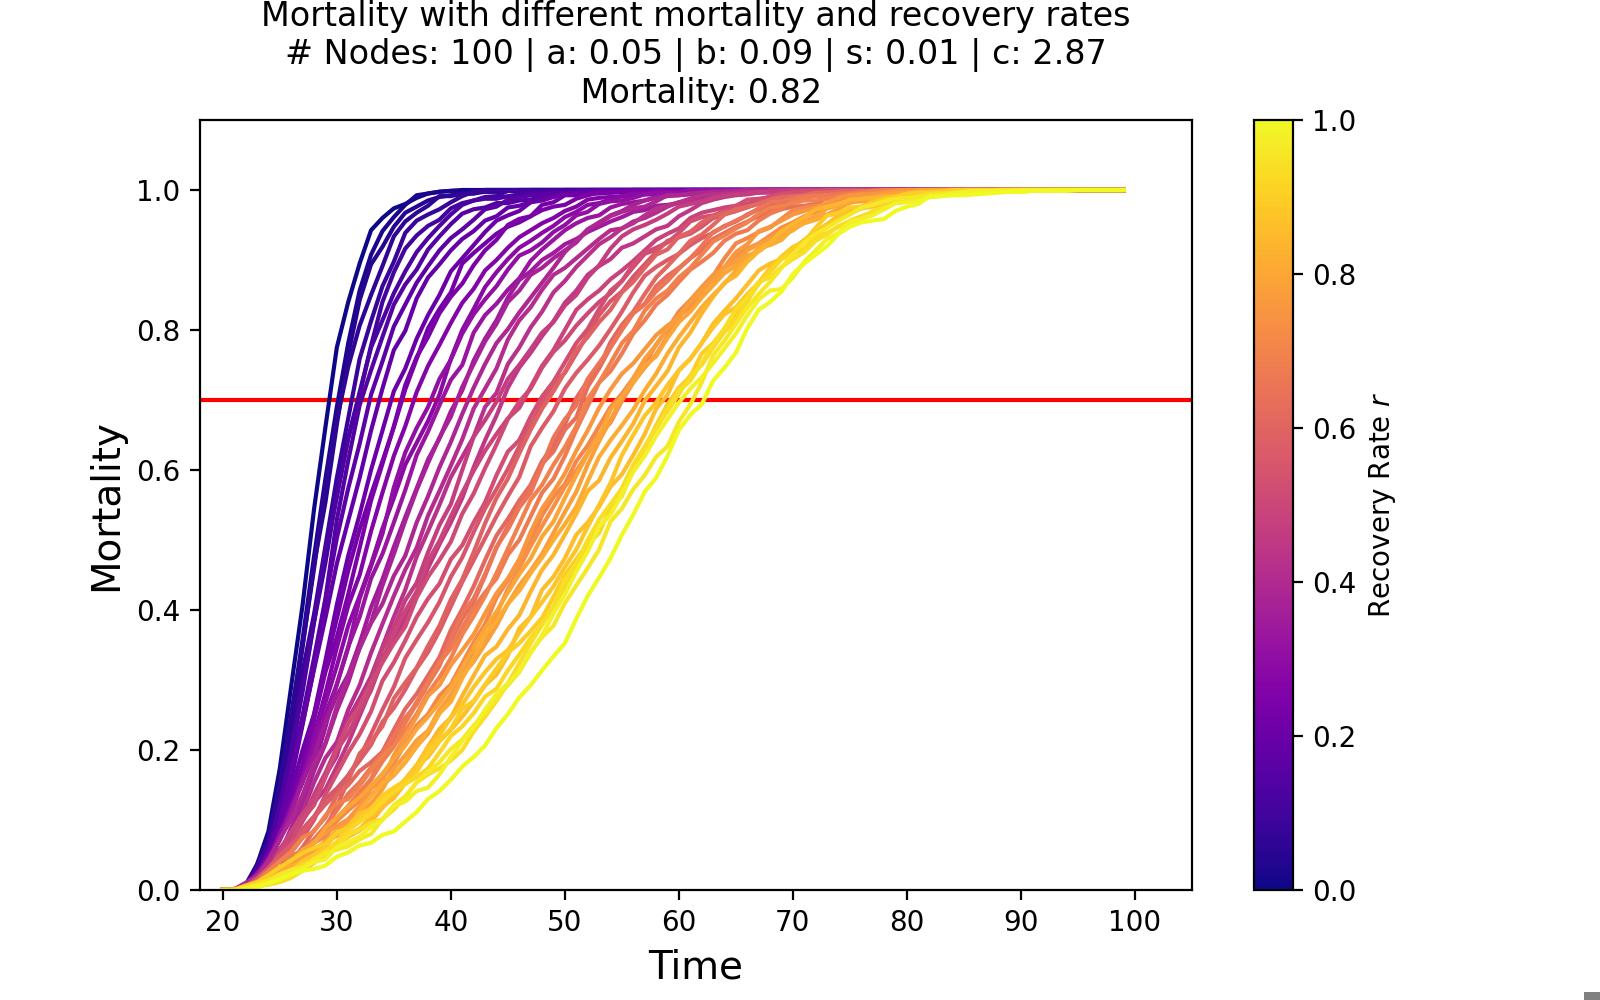 Mortality with different mortality and recovery rates
# Nodes: 100 | a: 0.05 | b: 0.09 | s: 0.01 | c: 2.87
Mortality: 0.82
1.0
0.8
0.6
0.4
0.2
0.0
Mortality
20 30 40 50 60 70 80 90 100
Time
1.0
0.8
0.6
0.4
0.2
0.0
Recovery Rate r